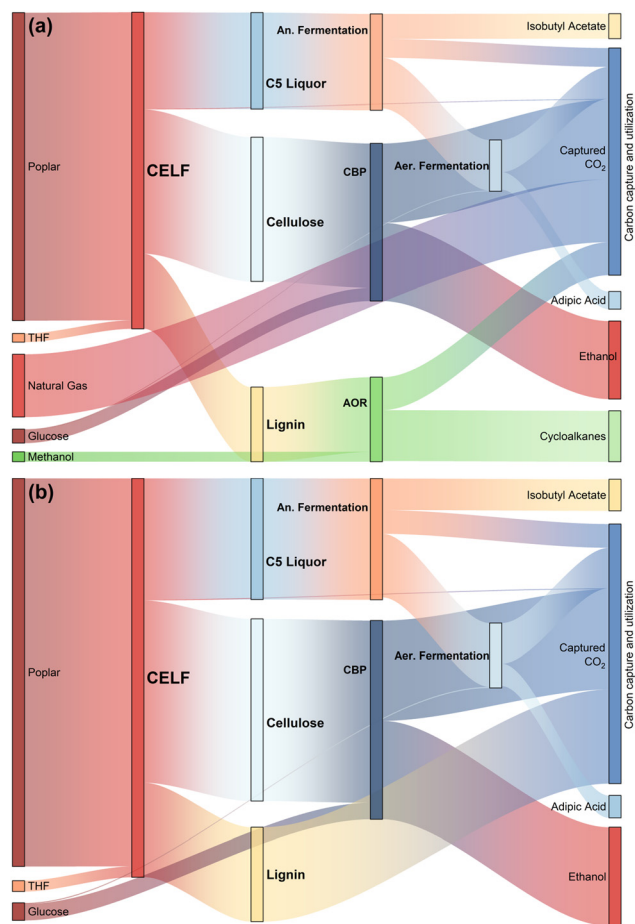 (a)
An. Fermentation
Isobutyl Acetate
C5 Liquor
Poplar
CELF
CBP
Aer. Fermentation
Captured
CO2
Carbon capture and utilization
Cellulose
Adipic Acid
THF
Ethanol
Natural Gas
AOR
Glucose
Lignin
Cycloalkanes
Methanol
(b)
An. Fermentation
Isobutyl Acetate
C5 Liquor
Poplar
CELF
CBP
Aer. Fermentation
Captured
CO2
Carbon capture and utilization
Cellulose
Adipic Acid
THF
Lignin
Ethanol
Glucose